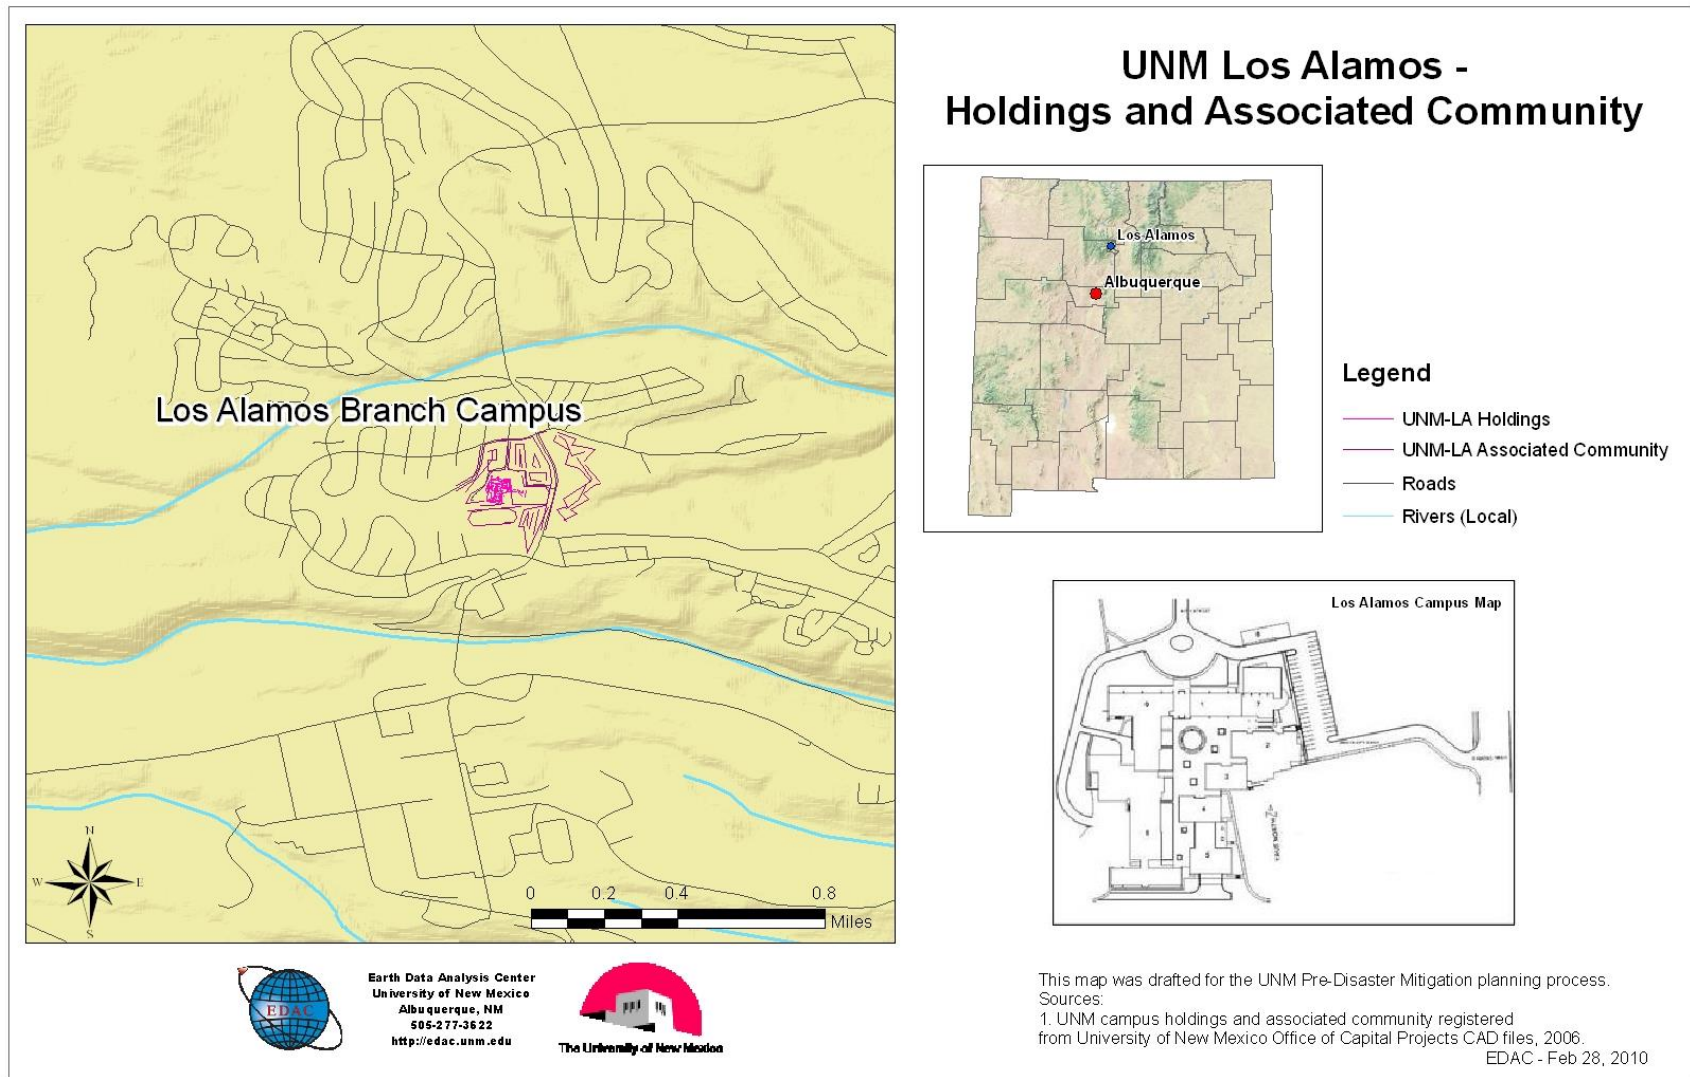 UNM Los Alamos -
Holdings and Associated Community
Los Alamos Branch Campus
Los Alamos
Albuquerque
Legend
UNM-LA Holdings
UNM-LA Associated Community
Roads
Rivers (Local)
Los Alamos Campus Map
N
W
E
S
0 0.2 0.4 0.8
Miles
EDAC
Earth Data Analysis Center
University of New Mexico
Albuquerque, NM
505-277-3622
http://edac.unm.edu
The University of New Mexico
This map was drafted for the UNM Pre-Disaster Mitigation planning process.
Sources:
1. UNM campus holdings and associated community registered
from University of New Mexico Office of Capital Projects CAD files, 2006.
EDAC - Feb 28, 2010